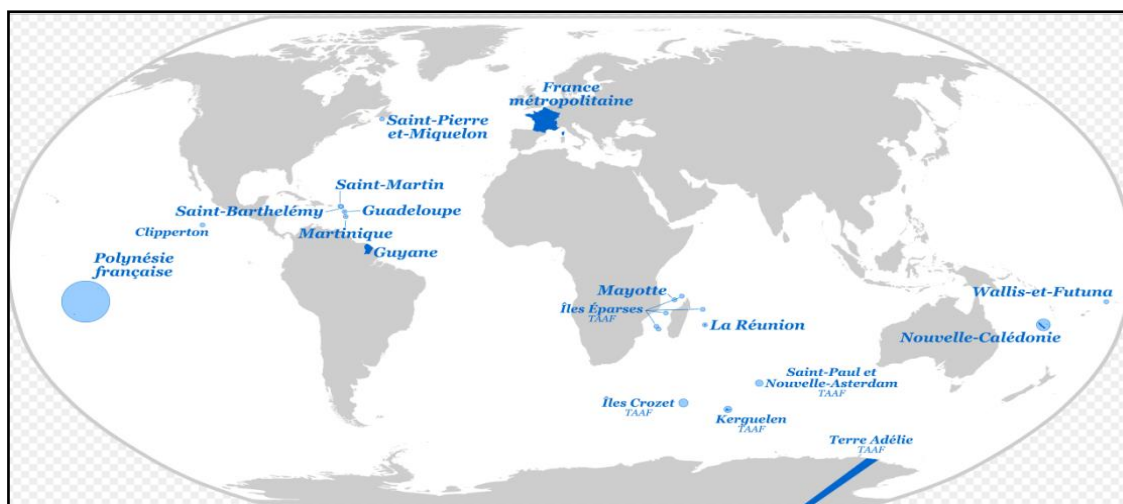 France
métropolitaine
Saint-Pierre
et-Miquelon
Saint-Martin
Saint-Barthelémy
Guadeloupe
Clipperton
Martinique
Guyane
Polynésie
française
Mayotte
Îles Éparses
TAAF
La Réunion
Wallis-et-Futuna
Nouvelle-Calédonie
Saint-Paul et
Nouvelle-Asterdam
TAAF
Îles Crozet
TAAF
Kerguelen
TAAF
Terre Adélie
TAAF